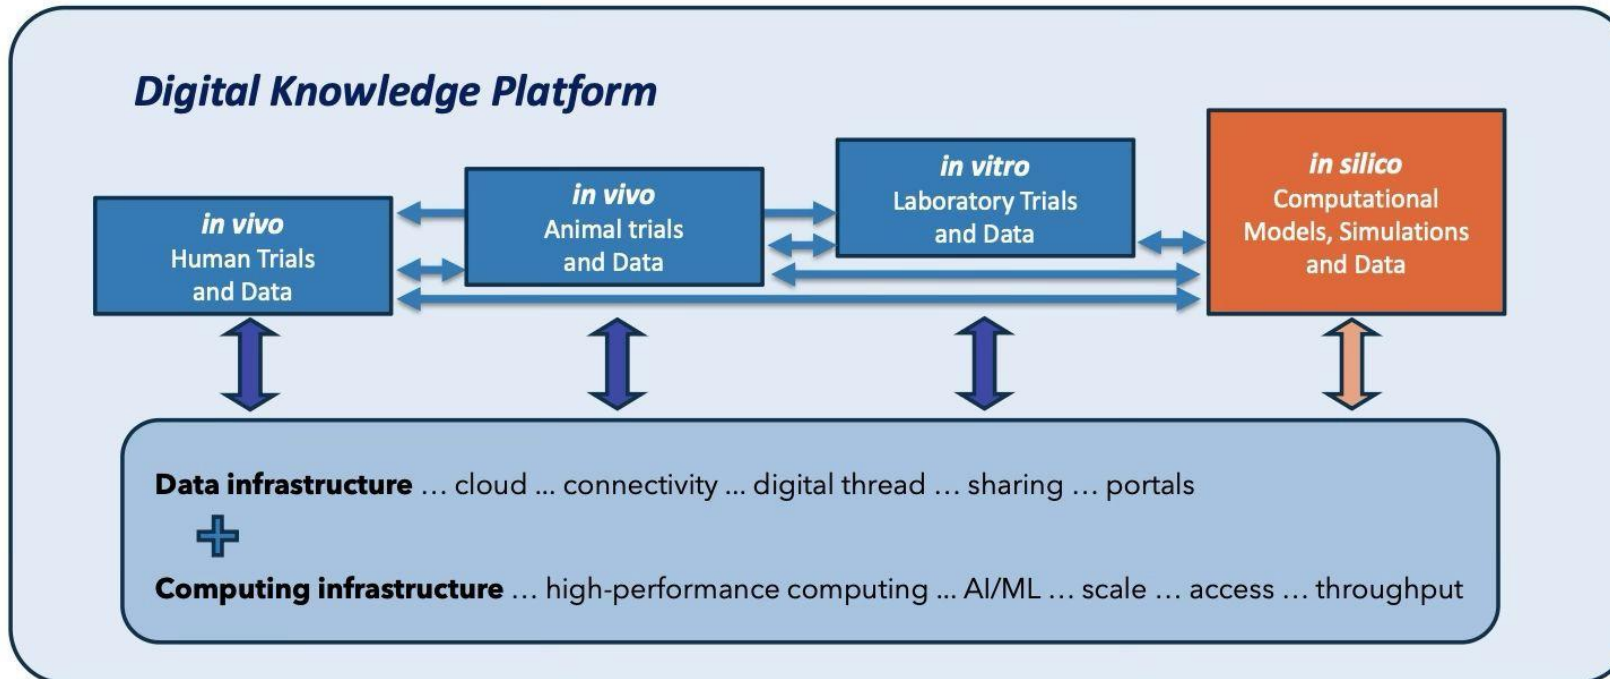 Digital Knowledge Platform
in vivo
Human Trials
and Data
in vivo
Animal trials
and Data
in vitro
Laboratory Trials
and Data
in silico
Computational
Models, Simulations
and Data
Data infrastructure … cloud ... connectivity ... digital thread … sharing … portals
Computing infrastructure … high-performance computing ... AI/ML … scale … access … throughput